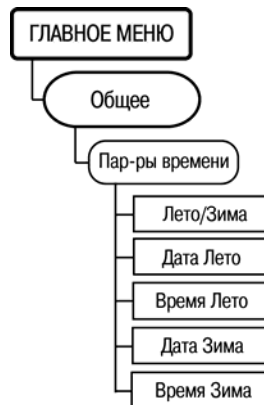 ГЛАВНОЕ МЕНЮ
Общее
Пар-ры времени
Лето/Зима
Дата Лето
Время Лето
Дата Зима
Время Зима